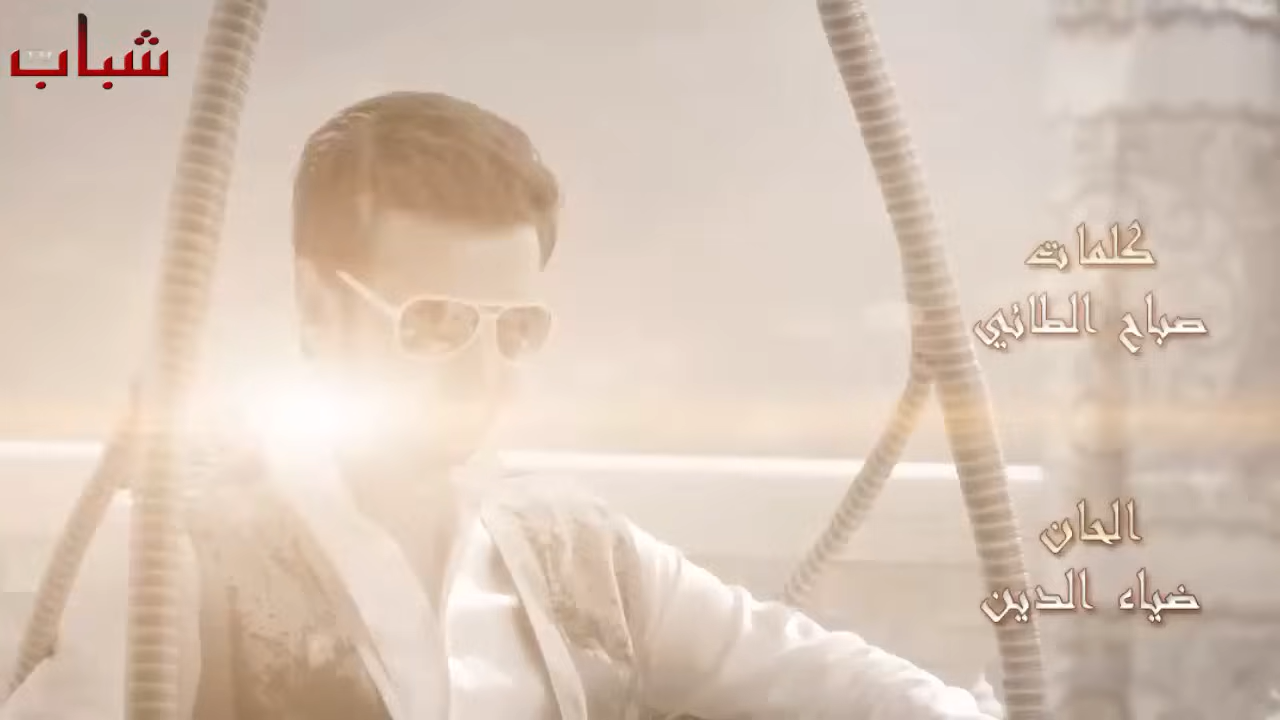 شباب
كلمات
صباح الطائي
الحان
ضياء الدين